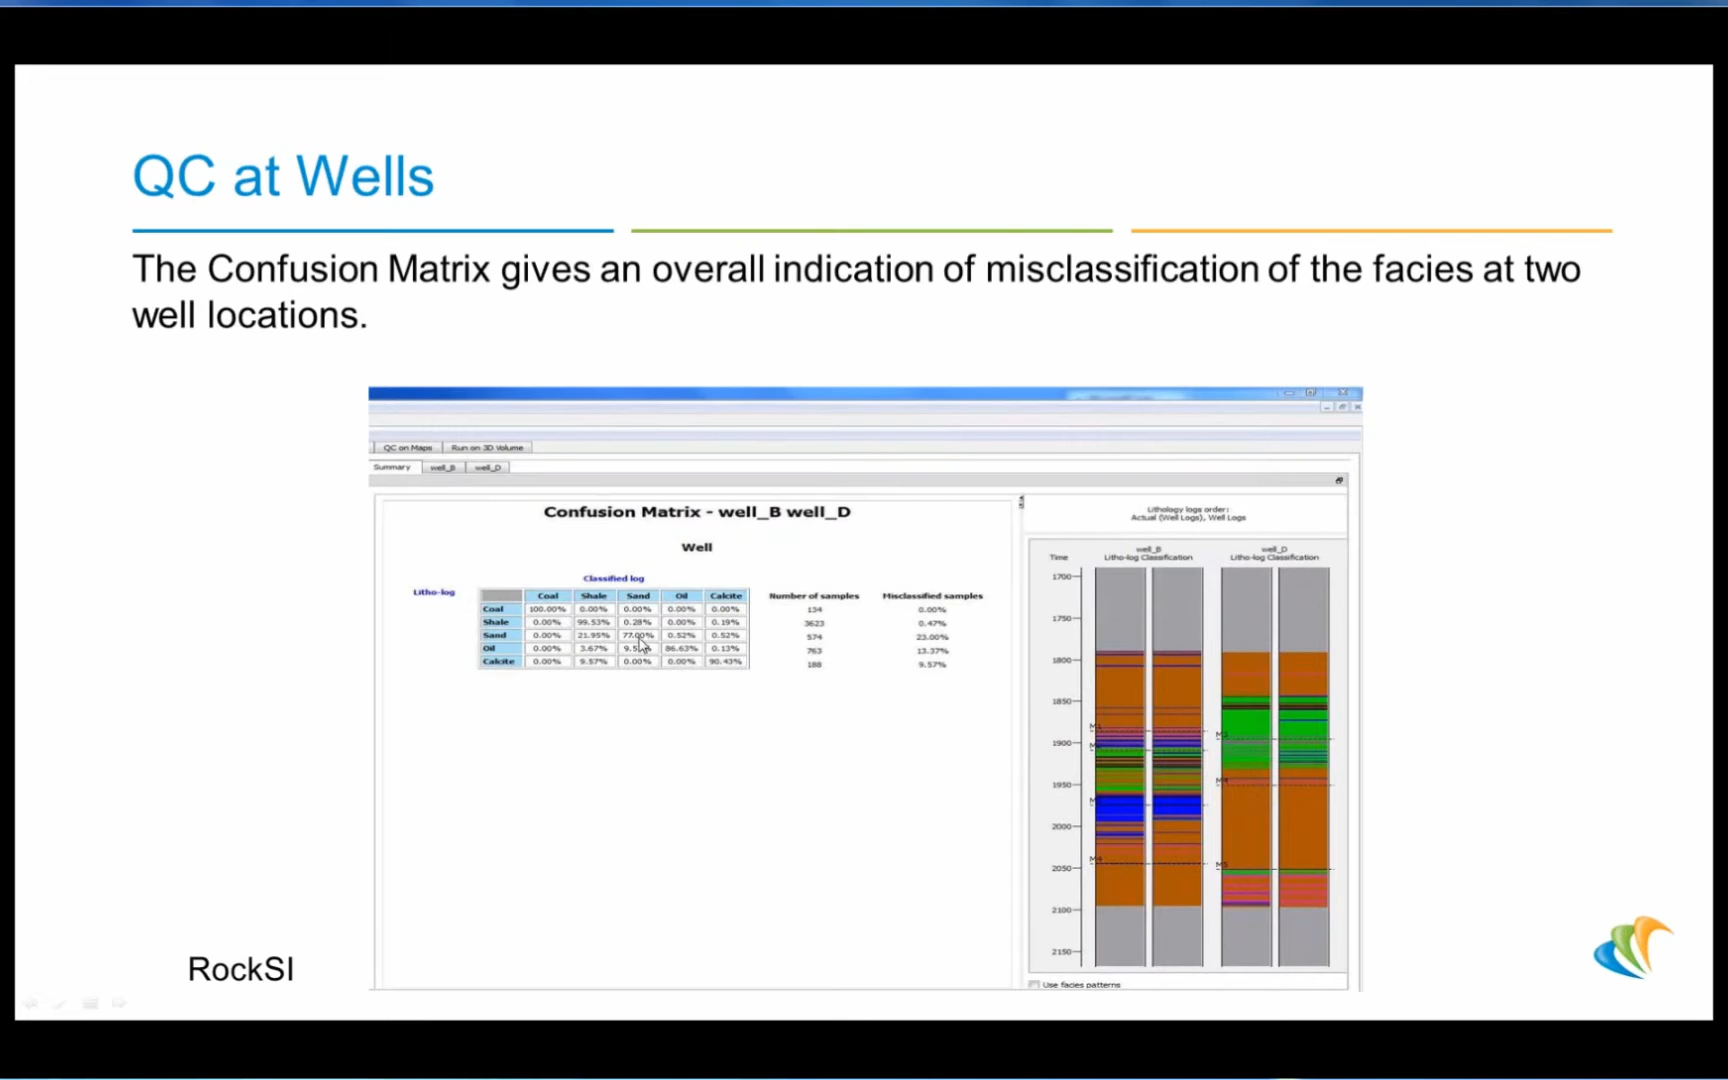 QC at Wells
The Confusion Matrix gives an overall indication of misclassification of the facies at two
well locations.
QC on Maps Run on 3D Volume
Summary well_B well_D
Confusion Matrix - well_B well_D
Well
Classified log
Litho-log
Coal Shale Sand Oil Calcite Number of samples Misclassified samples
Coal 100.00% 0.00% 0.00% 0.00% 0.00% 134 0.00%
Shale 0.00% 99.53% 0.28% 0.00% 0.19% 3623 0.47%
Sand 0.00% 21.95% 77.00% 0.52% 0.52% 574 23.00%
Oil 0.00% 3.67% 86.63% 0.13% 763 13.37%
Calcite 0.00% 9.57% 0.00% 0.00% 90.43% 188 9.57%
Lithology logs order:
Actual (Well Logs), Well Logs
well_B well_D
Time Litho-log Classification Litho-log Classification
1700
1750
1800
1850
M1
M3
1900
1950
M4
2000
2050
M4
M5
2100
2150
Use facies patterns
RockSI